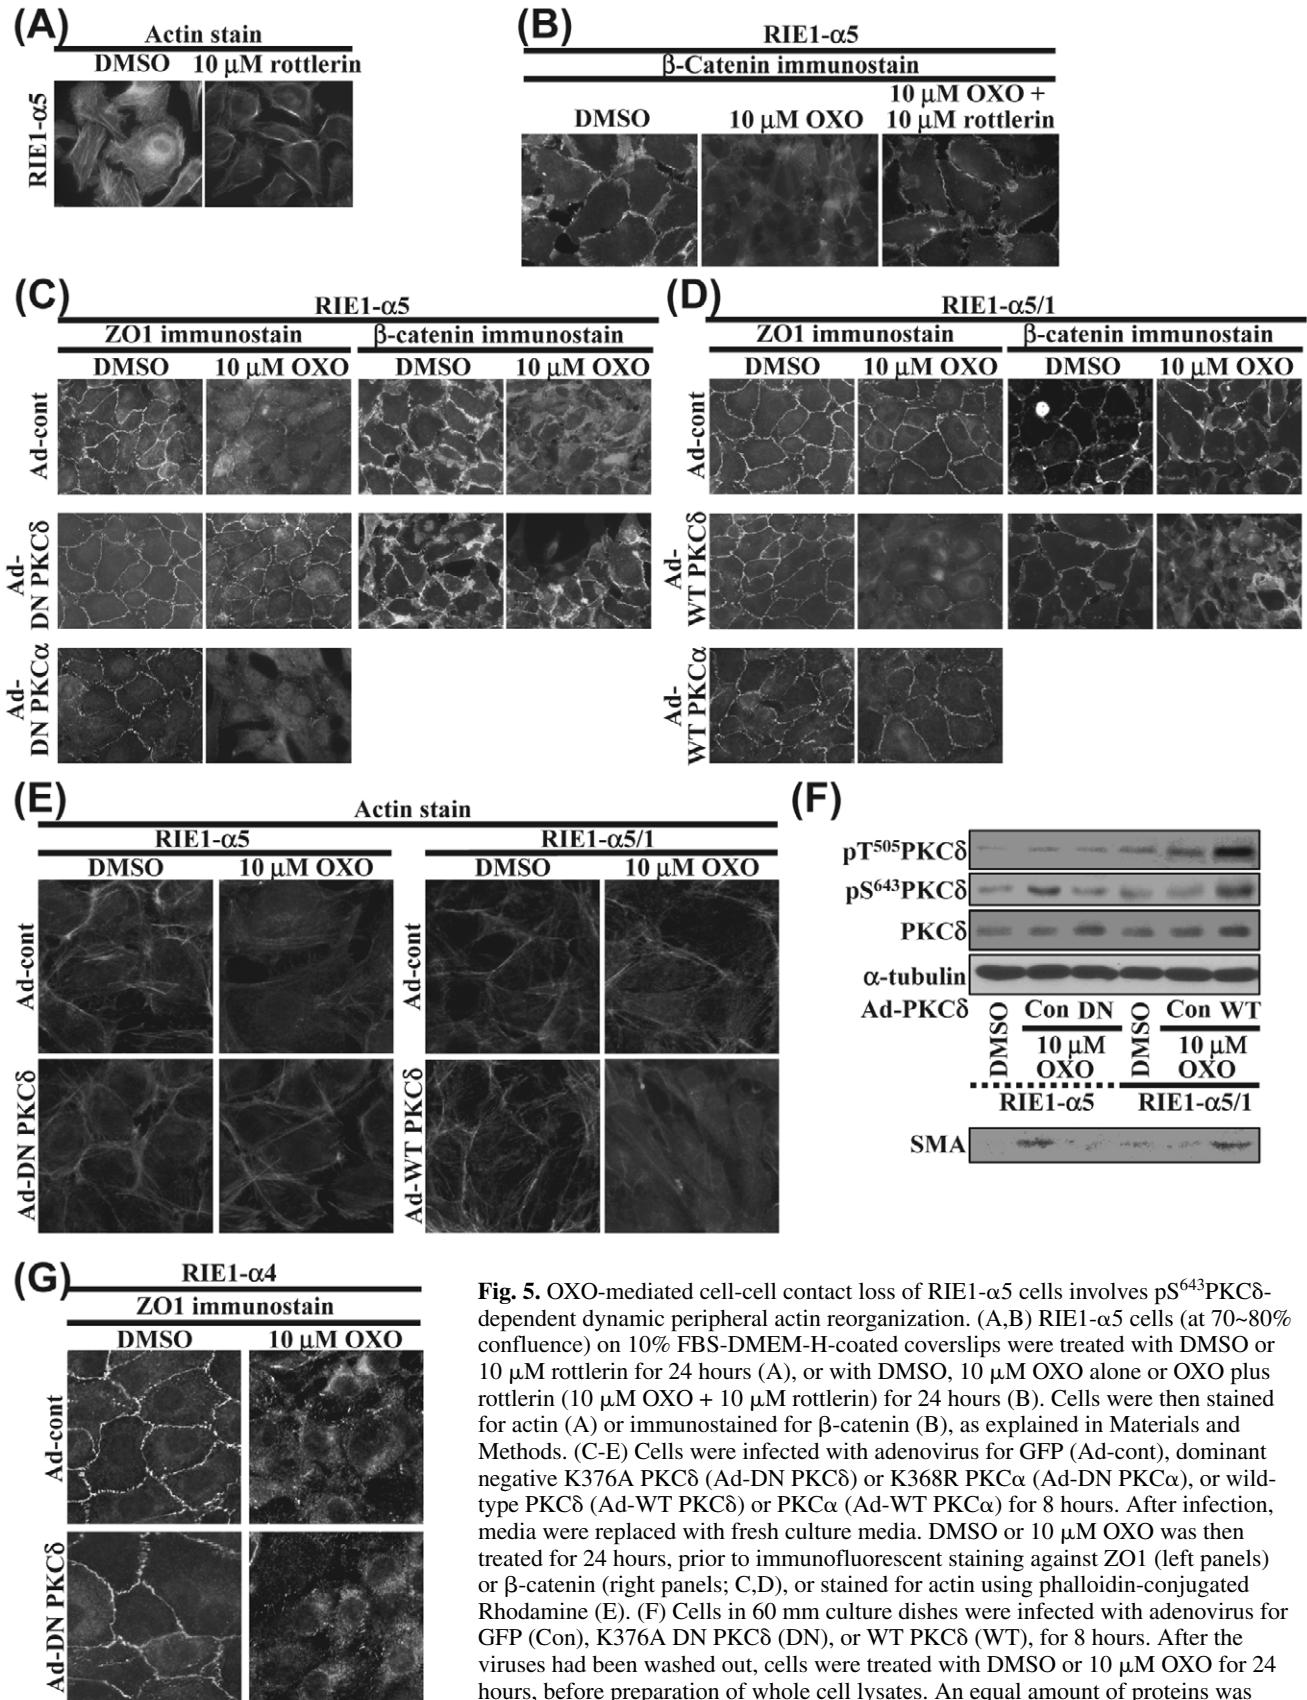 (A)
Actin stain
DMSO 10 μM rottlerin
RIE1-α5
(B)
RIE1-α5
β-Catenin immunostain
DMSO 10 μM OXO 10 μM OXO + 10 μM rottlerin
(C)
RIE1-α5
ZO1 immunostain β-catenin immunostain
DMSO 10 μM OXO DMSO 10 μM OXO
Ad-cont
Ad-
DN PKCδ
Ad-
DN PKCα
(D)
RIE1-α5/1
ZO1 immunostain β-catenin immunostain
DMSO 10 μM OXO DMSO 10 μM OXO
Ad-cont
Ad-
WT PKCδ
Ad-
WT PKCα
(E)
Actin stain
RIE1-α5 RIE1-α5/1
DMSO 10 μM OXO DMSO 10 μM OXO
Ad-cont Ad-cont
Ad-DN PKCδ Ad-WT PKCδ
(F)
pT⁵⁰⁵PKCδ
pS⁶⁴³PKCδ
PKCδ
α-tubulin
Ad-PKCδ DMSO Con DN DMSO Con WT
10 μM 10 μM
OXO OXO
RIE1-α5 RIE1-α5/1
SMA
(G)
RIE1-α4
ZO1 immunostain
DMSO 10 μM OXO
Ad-cont
Ad-DN PKCδ
Fig. 5. OXO-mediated cell-cell contact loss of RIE1-α5 cells involves pS⁶⁴³PKCδ-
dependent dynamic peripheral actin reorganization. (A,B) RIE1-α5 cells (at 70~80%
confluence) on 10% FBS-DMEM-H-coated coverslips were treated with DMSO or
10 μM rottlerin for 24 hours (A), or with DMSO, 10 μM OXO alone or OXO plus
rottlerin (10 μM OXO + 10 μM rottlerin) for 24 hours (B). Cells were then stained
for actin (A) or immunostained for β-catenin (B), as explained in Materials and
Methods. (C-E) Cells were infected with adenovirus for GFP (Ad-cont), dominant
negative K376A PKCδ (Ad-DN PKCδ) or K368R PKCα (Ad-DN PKCα), or wild-
type PKCδ (Ad-WT PKCδ) or PKCα (Ad-WT PKCα) for 8 hours. After infection,
media were replaced with fresh culture media. DMSO or 10 μM OXO was then
treated for 24 hours, prior to immunofluorescent staining against ZO1 (left panels)
or β-catenin (right panels; C,D), or stained for actin using phalloidin-conjugated
Rhodamine (E). (F) Cells in 60 mm culture dishes were infected with adenovirus for
GFP (Con), K376A DN PKCδ (DN), or WT PKCδ (WT), for 8 hours. After the
viruses had been washed out, cells were treated with DMSO or 10 μM OXO for 24
hours, before preparation of whole cell lysates. An equal amount of proteins was